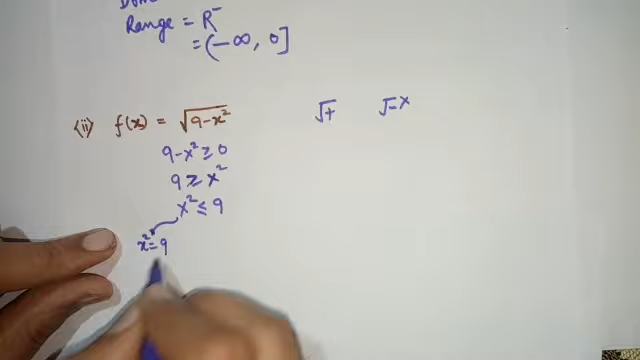 Range = R⁻
= (-∞, 0]
(ii) f(x) = √(9-x²) √+ √- ×
9-x² ≥ 0
9 ≥ x²
x² ≤ 9
x² = 9